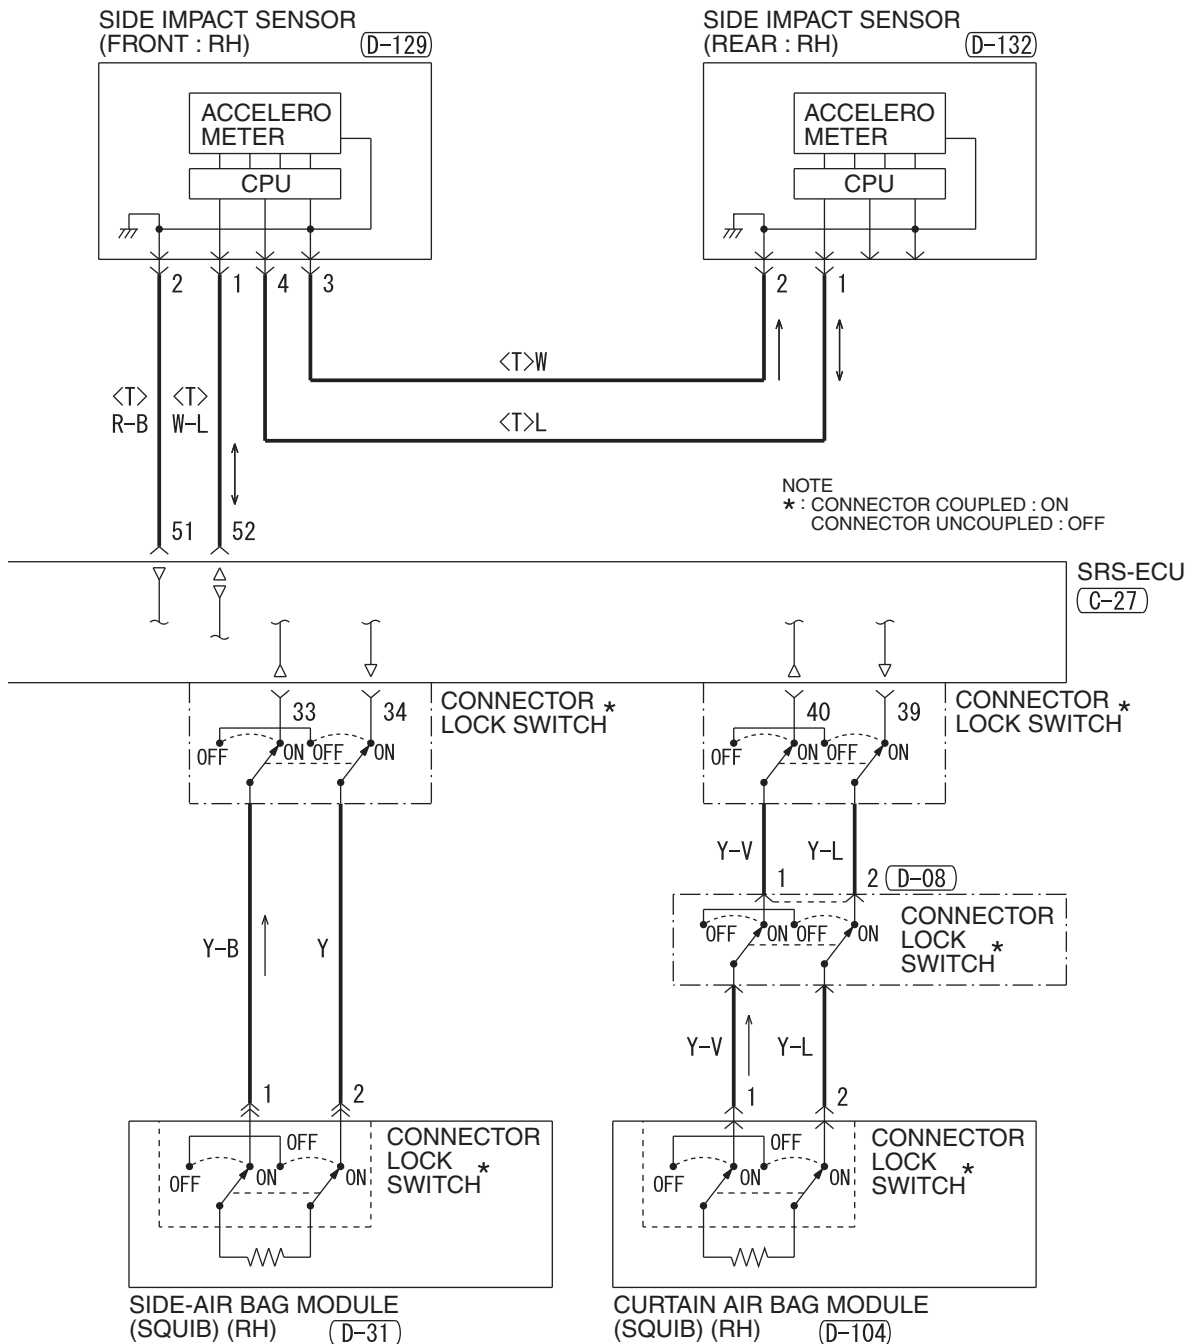 SIDE IMPACT SENSOR
(FRONT : RH) D-129
SIDE IMPACT SENSOR
(REAR : RH) D-132
ACCELERO
METER
CPU
ACCELERO
METER
CPU
2 1 4 3
2 1
<T>W
<T>L
<T>
R-B
<T>
W-L
NOTE
* : CONNECTOR COUPLED : ON
CONNECTOR UNCOUPLED : OFF
51 52
SRS-ECU
C-27
33 34
CONNECTOR *
LOCK SWITCH
OFF ON OFF ON
40 39
CONNECTOR *
LOCK SWITCH
OFF ON OFF ON
Y-V Y-L
1 2 D-08
OFF ON OFF ON
CONNECTOR
LOCK
SWITCH *
Y-B Y
Y-V Y-L
1 2
1 2
OFF ON OFF ON
CONNECTOR
LOCK
SWITCH *
OFF ON OFF ON
CONNECTOR
LOCK
SWITCH *
SIDE-AIR BAG MODULE
(SQUIB) (RH) D-31
CURTAIN AIR BAG MODULE
(SQUIB) (RH) D-104